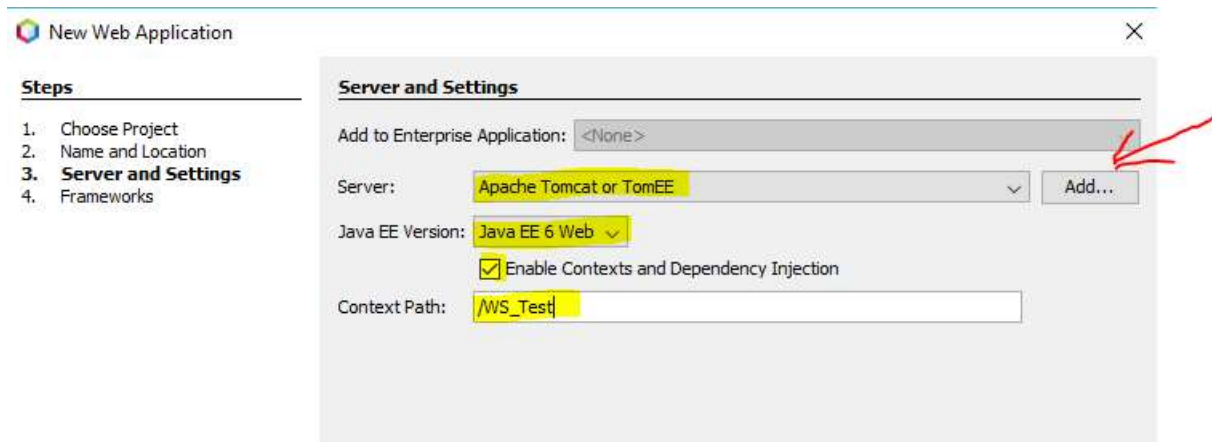 New Web Application
Steps
1. Choose Project
2. Name and Location
3. Server and Settings
4. Frameworks
Server and Settings
Add to Enterprise Application: <None>
Server: Apache Tomcat or TomEE Add...
Java EE Version: Java EE 6 Web
Enable Contexts and Dependency Injection
Context Path: /WS_Test